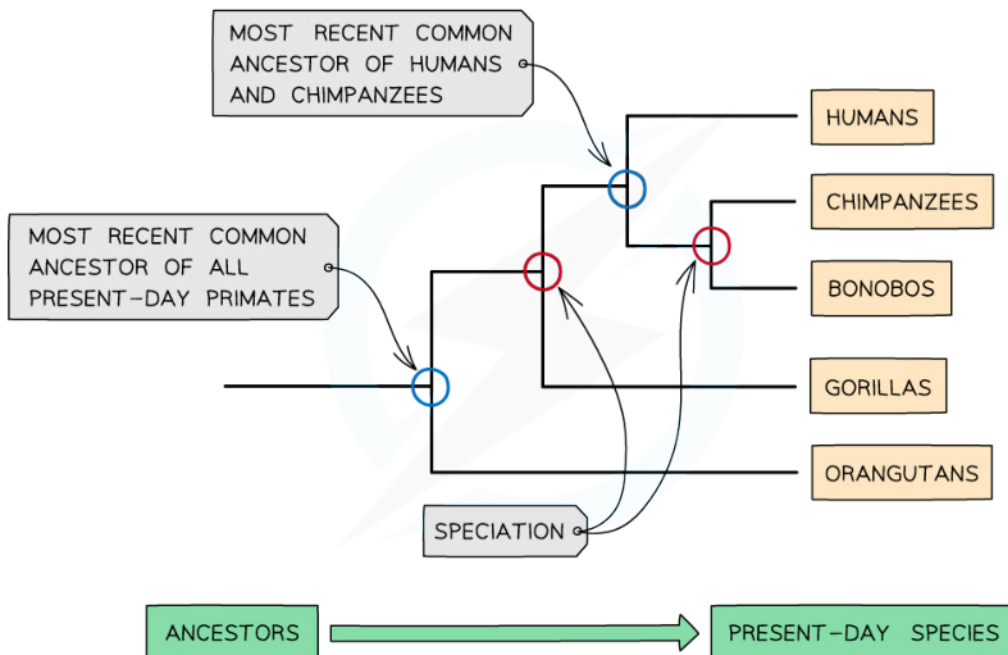 MOST RECENT COMMON
ANCESTOR OF HUMANS
AND CHIMPANZEES
HUMANS
CHIMPANZEES
MOST RECENT COMMON
ANCESTOR OF ALL
PRESENT-DAY PRIMATES
BONOBOS
GORILLAS
ORANGUTANS
SPECIATION
ANCESTORS
PRESENT-DAY SPECIES